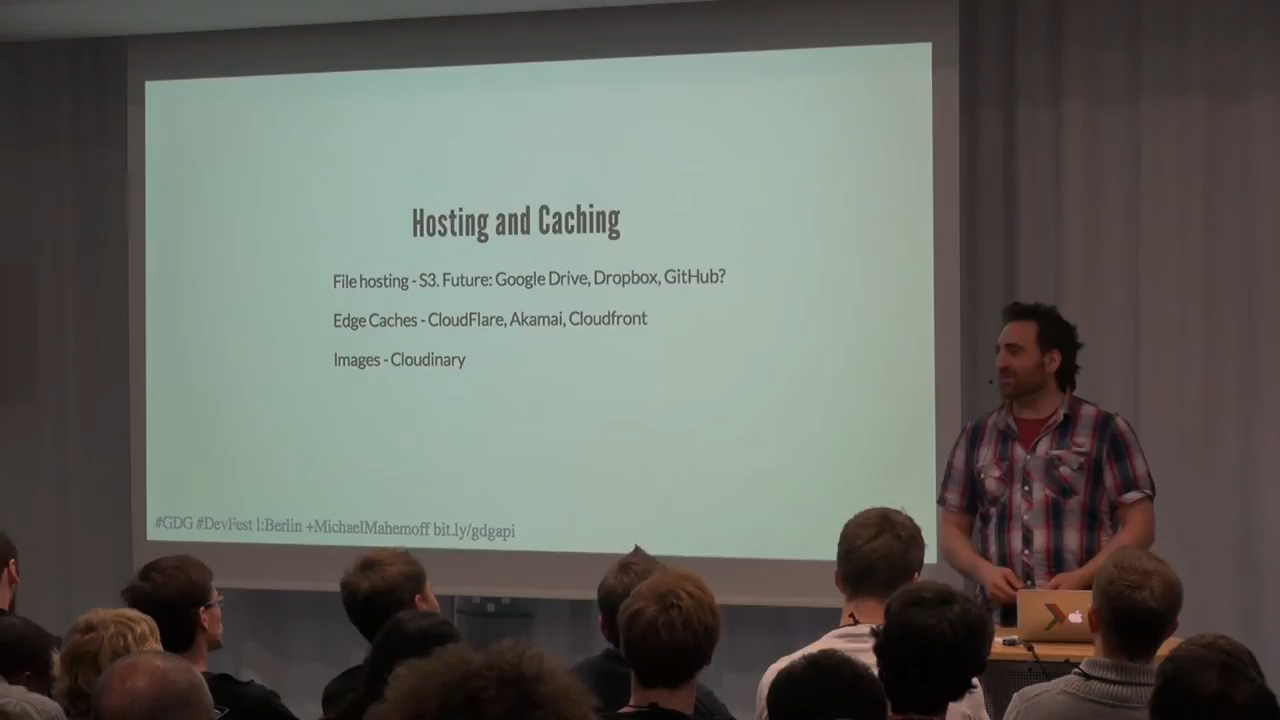 Hosting and Caching
File hosting - S3. Future: Google Drive, Dropbox, GitHub?
Edge Caches - CloudFlare, Akamai, Cloudfront
Images - Cloudinary
#GDG #DevFest l:Berlin +MichaelMahemoff bit.ly/gdgapi